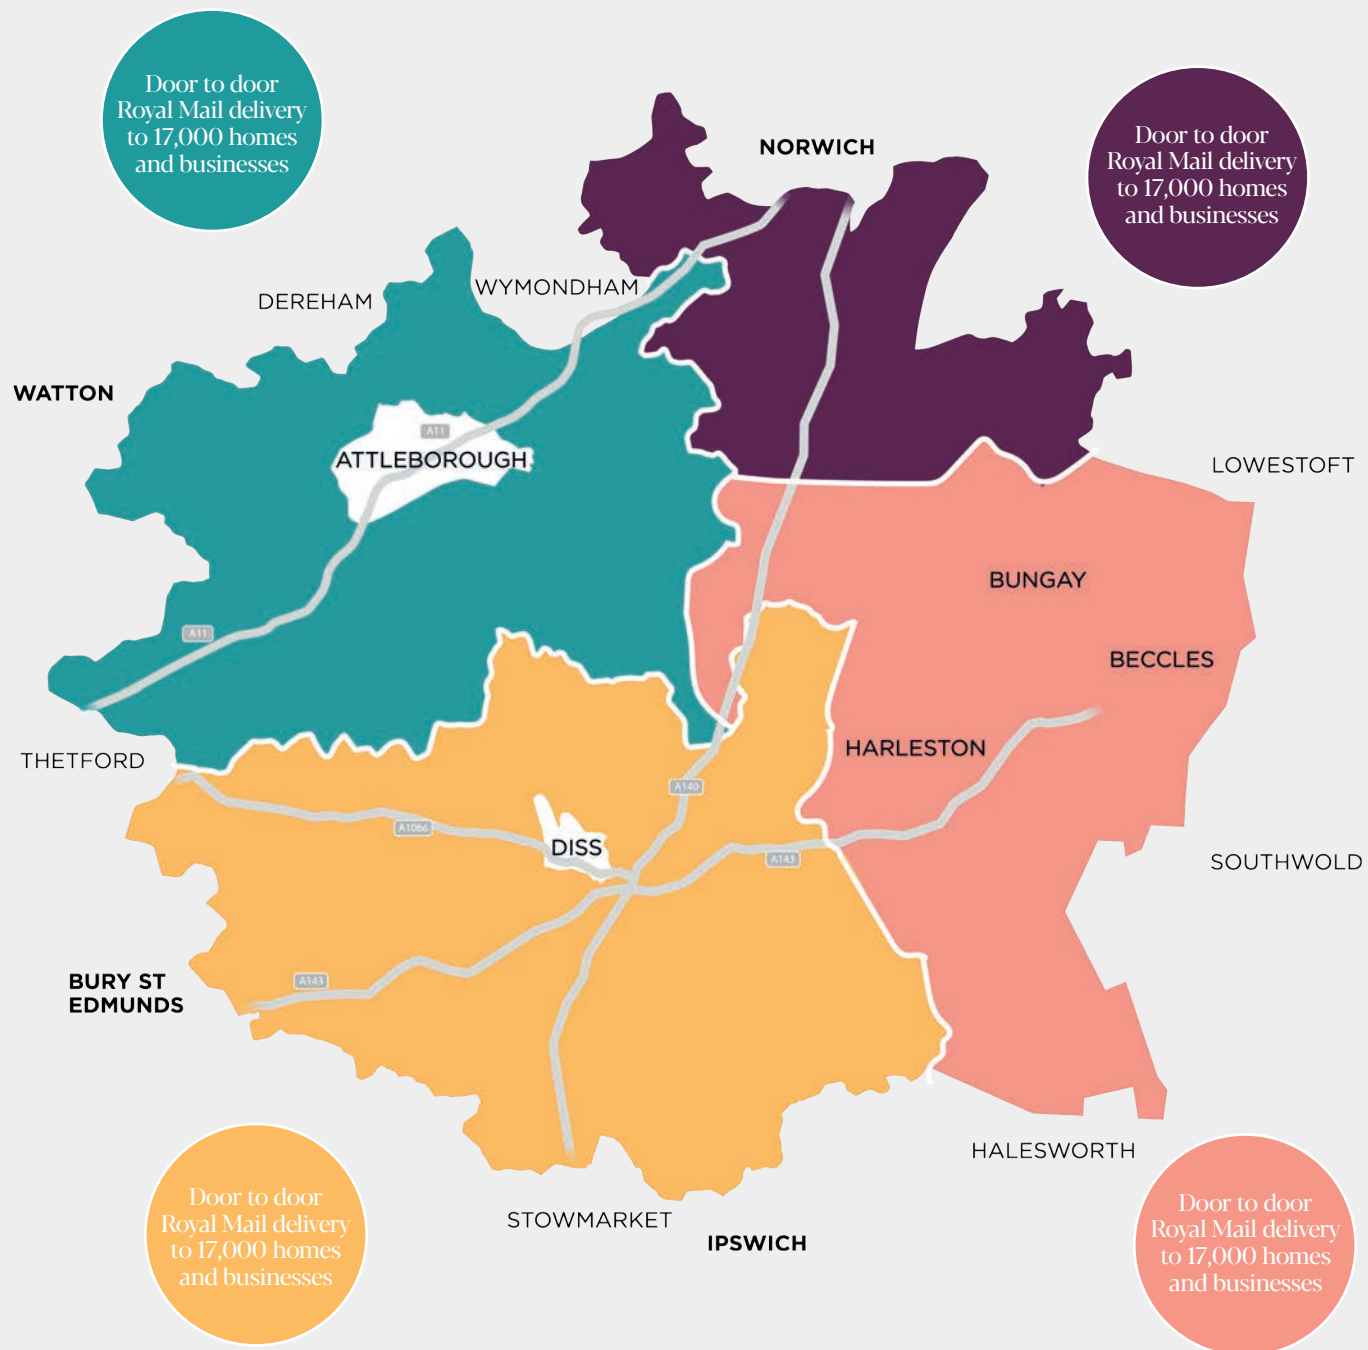 Door to door
Royal Mail delivery
to 17,000 homes
and businesses
Door to door
Royal Mail delivery
to 17,000 homes
and businesses
NORWICH
WYMONDHAM
DEREHAM
WATTON
A11
ATTLEBOROUGH
LOWESTOFT
BUNGAY
A11
BECCLES
HARLESTON
THETFORD
A140
A1066
DISS
A143
SOUTHWOLD
BURY ST
EDMUNDS
A143
HALESWORTH
STOWMARKET
IPSWICH
Door to door
Royal Mail delivery
to 17,000 homes
and businesses
Door to door
Royal Mail delivery
to 17,000 homes
and businesses